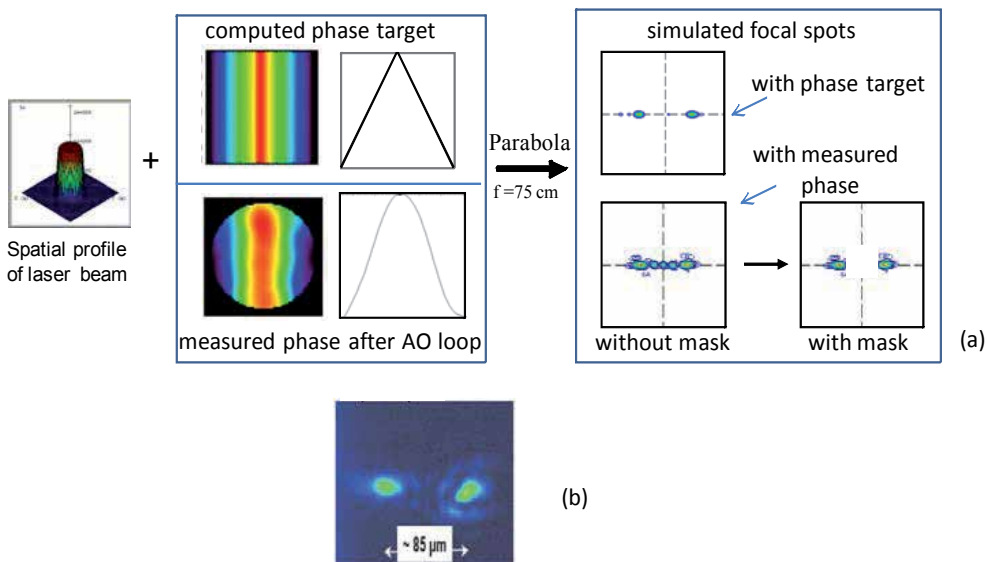 computed phase target
simulated focal spots
with phase target
+
Parabola
f =75 cm
with measured
phase
Spatial profile
of laser beam
measured phase after AO loop
without mask
with mask
(a)
(b)
~ 85 µm